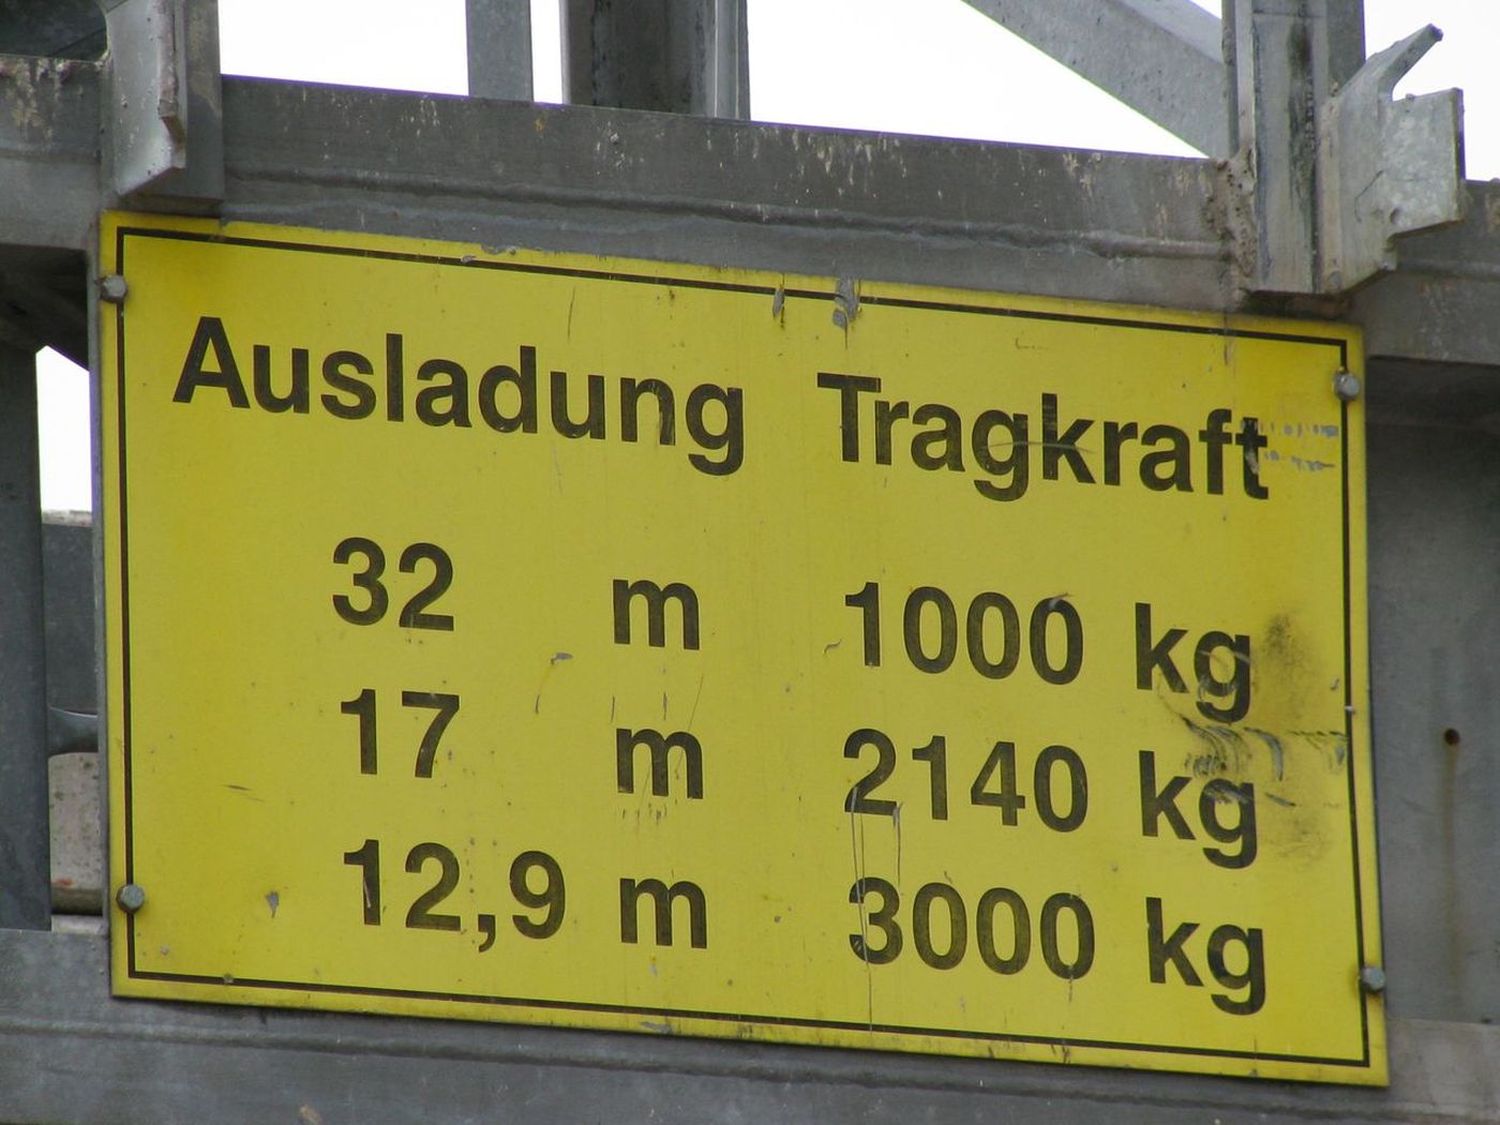 Ausladung Tragkraft
32 m 1000 kg
17 m 2140 kg
12,9 m 3000 kg